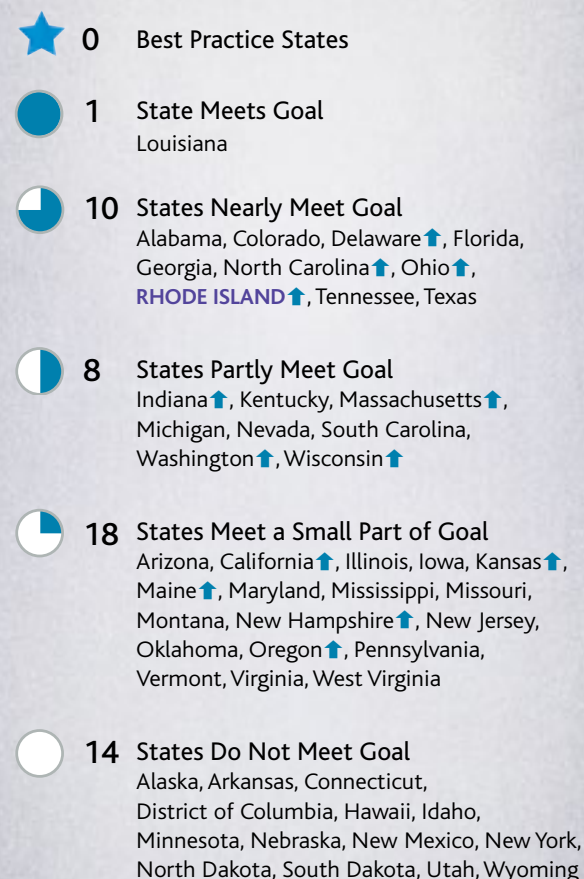 0 Best Practice States
1 State Meets Goal
Louisiana
10 States Nearly Meet Goal
Alabama, Colorado, Delaware⬆, Florida,
Georgia, North Carolina⬆, Ohio⬆,
RHODE ISLAND⬆, Tennessee, Texas
8 States Partly Meet Goal
Indiana⬆, Kentucky, Massachusetts⬆,
Michigan, Nevada, South Carolina,
Washington⬆, Wisconsin⬆
18 States Meet a Small Part of Goal
Arizona, California⬆, Illinois, Iowa, Kansas⬆,
Maine⬆, Maryland, Mississippi, Missouri,
Montana, New Hampshire⬆, New Jersey,
Oklahoma, Oregon⬆, Pennsylvania,
Vermont, Virginia, West Virginia
14 States Do Not Meet Goal
Alaska, Arkansas, Connecticut,
District of Columbia, Hawaii, Idaho,
Minnesota, Nebraska, New Mexico, New York,
North Dakota, South Dakota, Utah, Wyoming